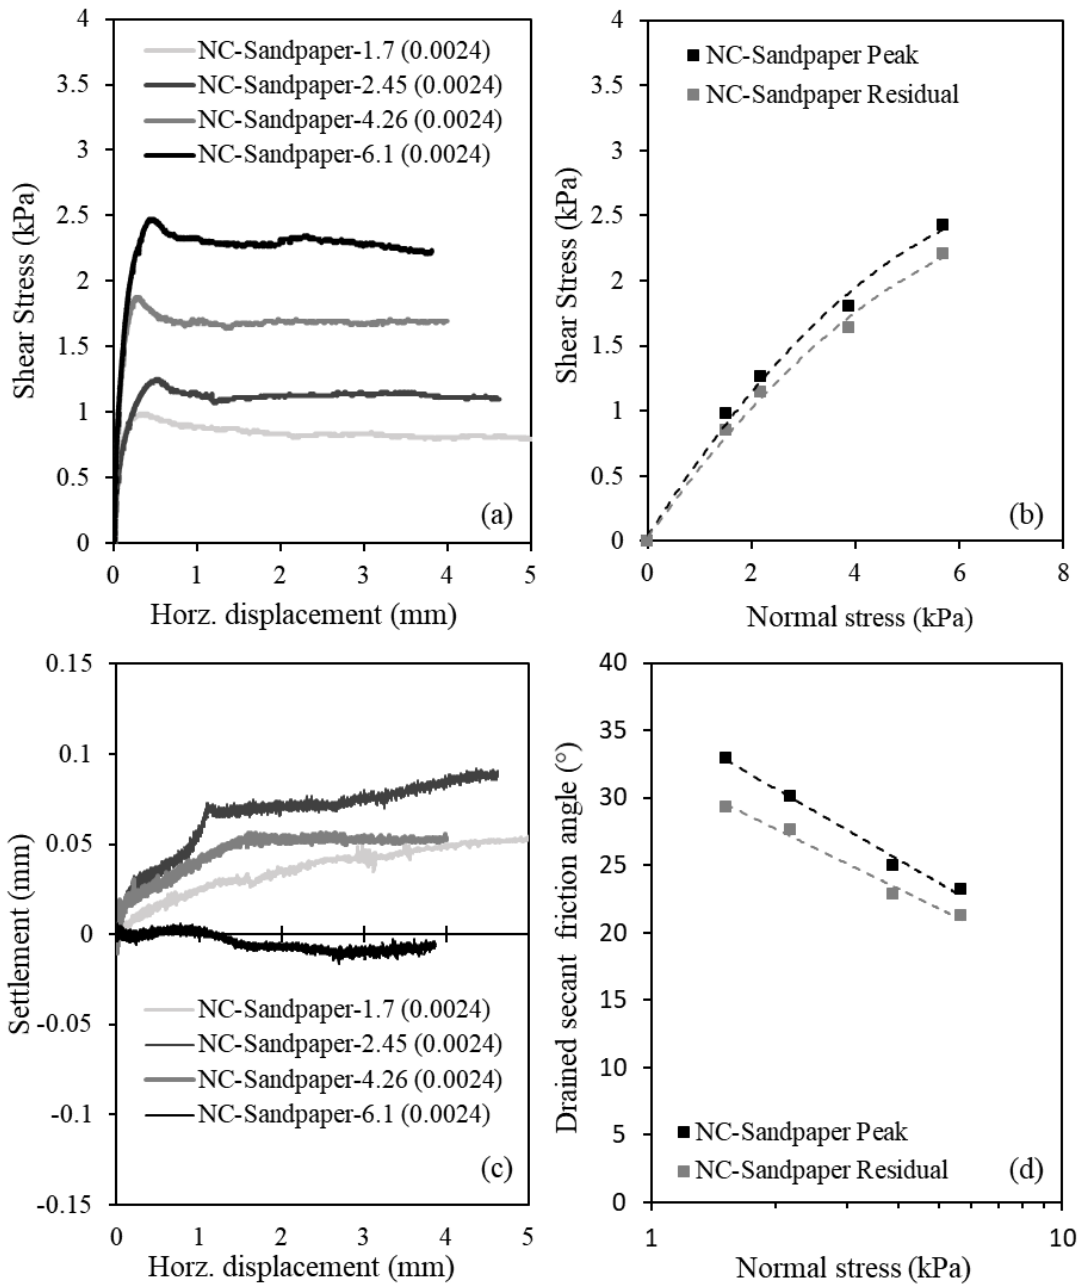 4
3.5
3
2.5
2
1.5
1
0.5
0
Shear Stress (kPa)
NC-Sandpaper-1.7 (0.0024)
NC-Sandpaper-2.45 (0.0024)
NC-Sandpaper-4.26 (0.0024)
NC-Sandpaper-6.1 (0.0024)
(a)
0 1 2 3 4 5
Horz. displacement (mm)
4
3.5
3
2.5
2
1.5
1
0.5
0
Shear Stress (kPa)
NC-Sandpaper Peak
NC-Sandpaper Residual
(b)
0 2 4 6 8
Normal stress (kPa)
0.15
0.1
0.05
0
-0.05
-0.1
-0.15
Settlement (mm)
NC-Sandpaper-1.7 (0.0024)
NC-Sandpaper-2.45 (0.0024)
NC-Sandpaper-4.26 (0.0024)
NC-Sandpaper-6.1 (0.0024)
(c)
0 1 2 3 4 5
Horz. displacement (mm)
40
35
30
25
20
15
10
5
0
Drained secant friction angle (°)
NC-Sandpaper Peak
NC-Sandpaper Residual
(d)
1 10
Normal stress (kPa)